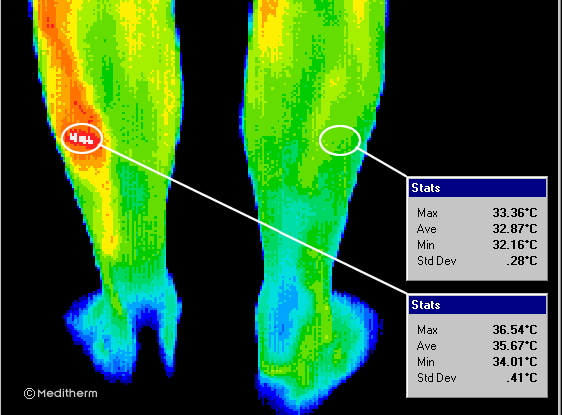 Stats
Max 33.36°C
Ave 32.87°C
Min 32.16°C
Std Dev .28°C
Stats
Max 36.54°C
Ave 35.67°C
Min 34.01°C
Std Dev .41°C
© Meditherm